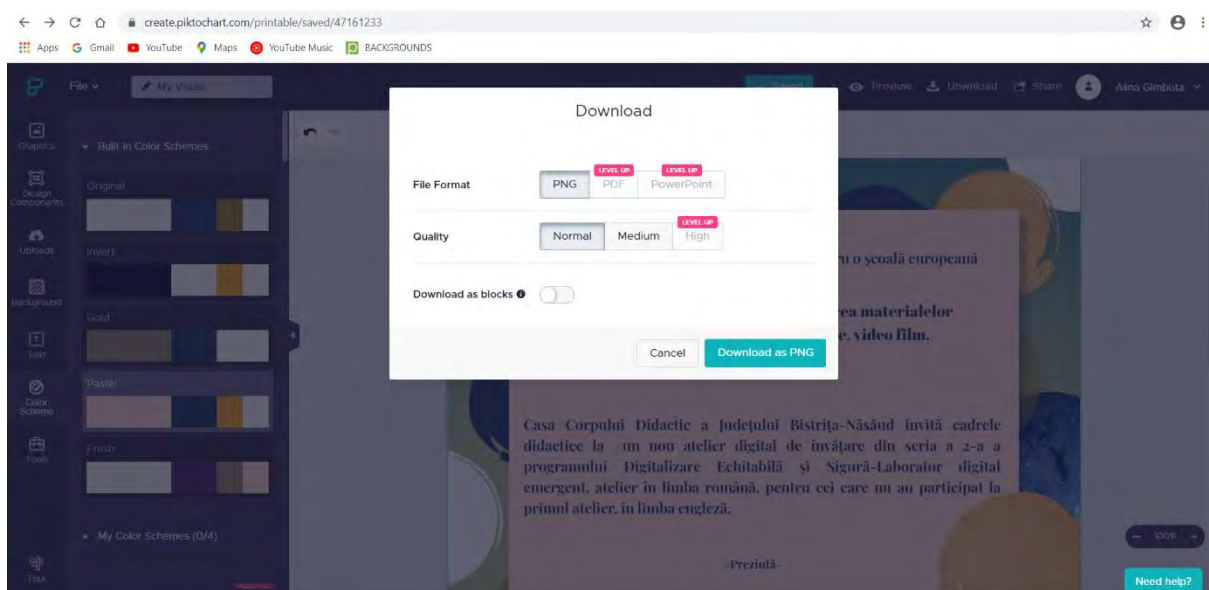 create.piktochart.com/printable/saved/47161233
Apps Gmail YouTube Maps YouTube Music BACKGROUNDS
File My Visual Saved Preview Download Share Alina Gimbuta
Download
Graphics
Built in Color Schemes
Design Components
Original
LEVEL UP LEVEL UP
File Format PNG PDF PowerPoint
Uploads
Invert
LEVEL UP
Quality Normal Medium High
o școală europeană
Background
Gold
Download as blocks
ea materialelor
Text
e, video film.
Cancel Download as PNG
Color Scheme
Pastel
Tools
Fresh
Casa Corpului Didactic a Județului Bistrița-Năsăud invită cadrele
didactice la un nou atelier digital de învățare din seria a 2-a a
programului Digitalizare Echitabilă și Sigură-Laborator digital
emergent, atelier în limba română, pentru cei care nu au participat la
primul atelier, în limba engleză.
My Color Schemes (0/4)
100%
-Prezintă-
Tour
Need help?